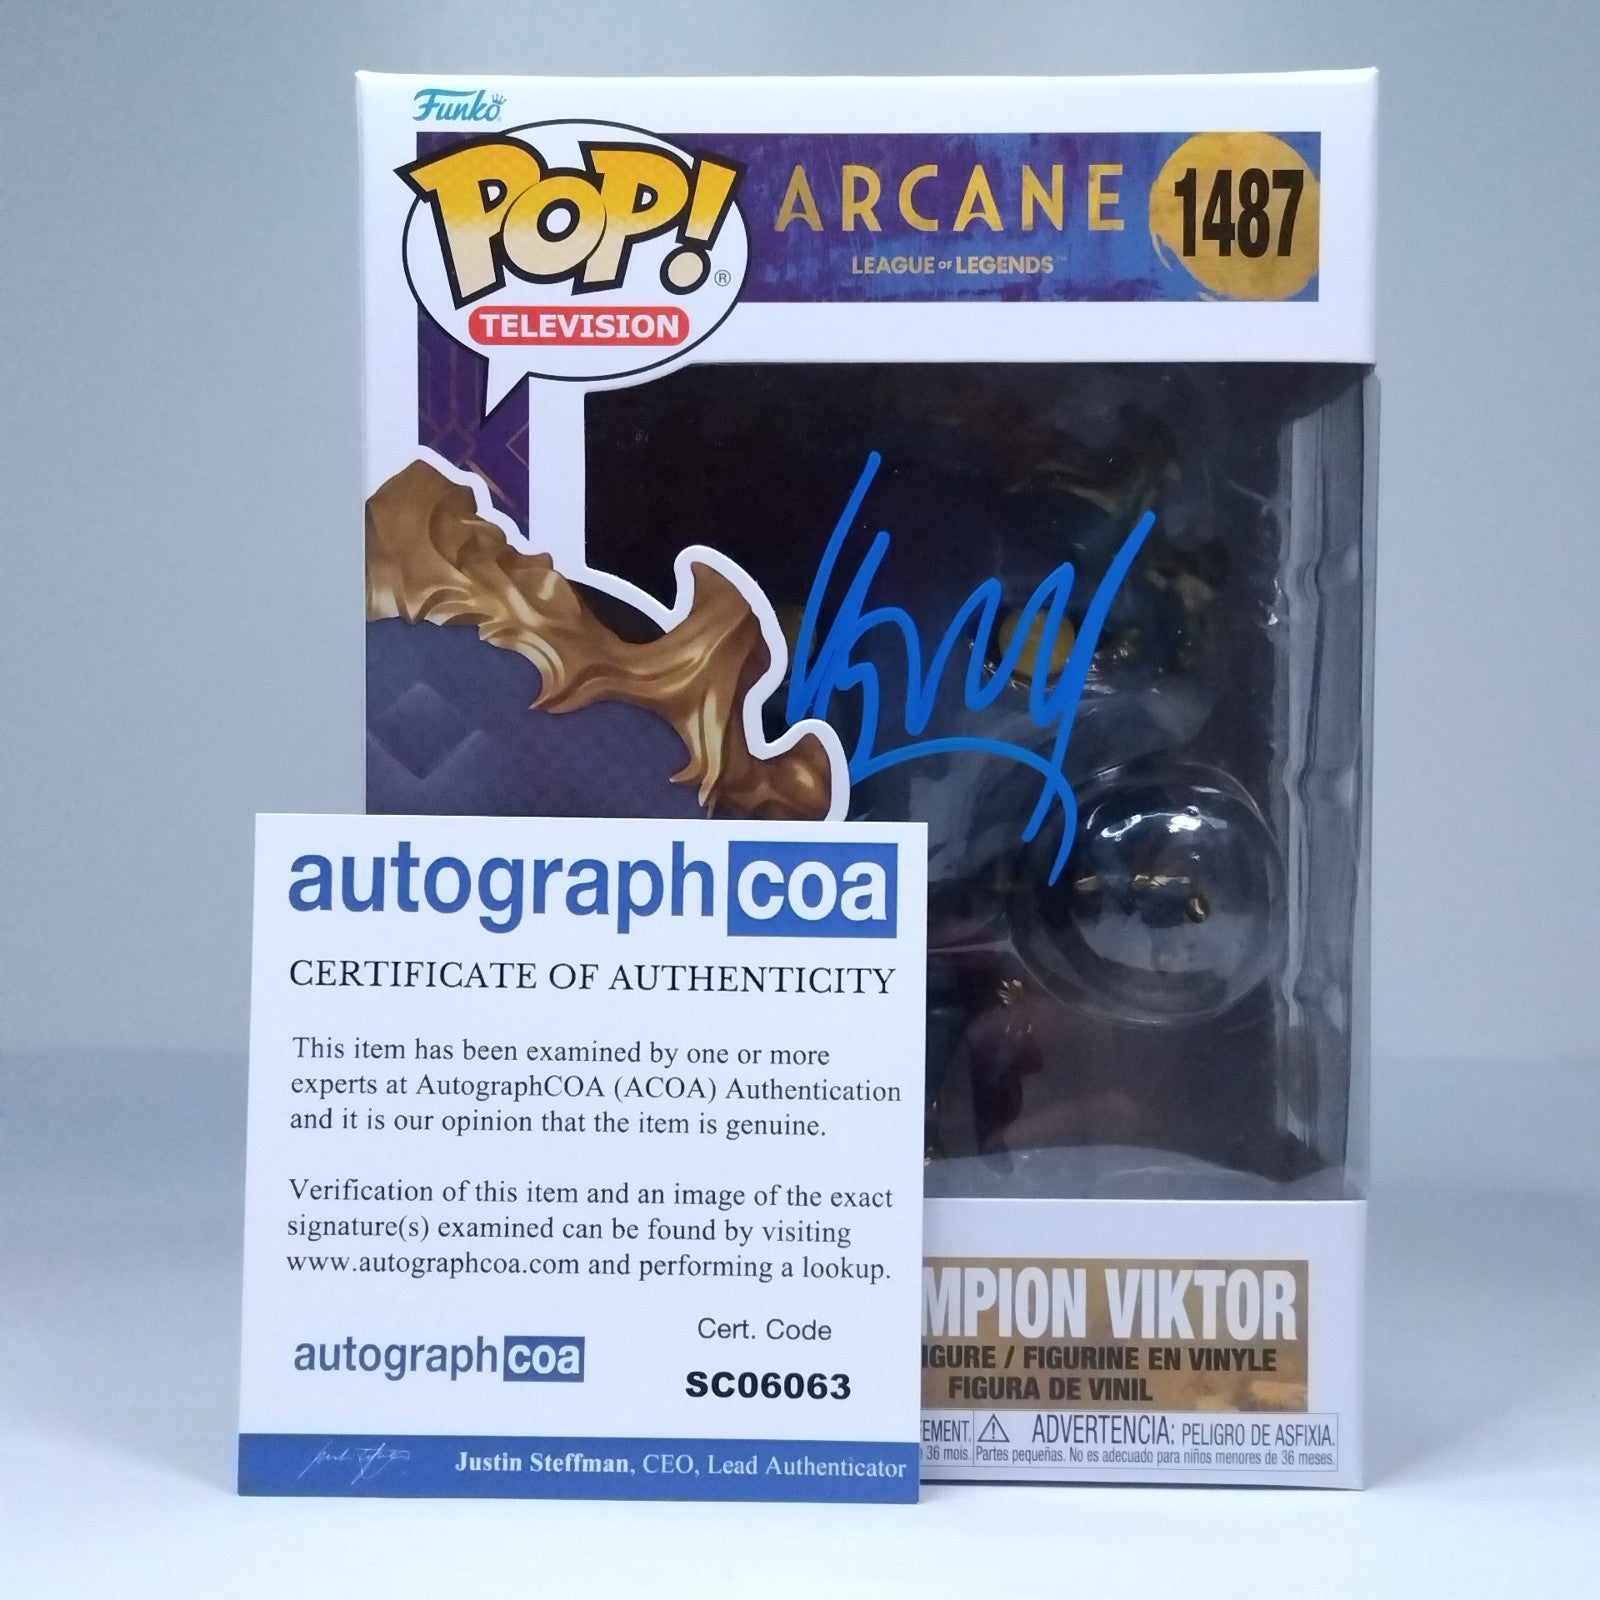 Funko
POP!®
TELEVISION
ARCANE
LEAGUE OF LEGENDS™
1487
autographcoa
CERTIFICATE OF AUTHENTICITY
This item has been examined by one or more
experts at AutographCOA (ACOA) Authentication
and it is our opinion that the item is genuine.
Verification of this item and an image of the exact
signature(s) examined can be found by visiting
www.autographcoa.com and performing a lookup.
Cert. Code
autographcoa
SC06063
Justin Steffman, CEO, Lead Authenticator
MPION VIKTOR
IGURE / FIGURINE EN VINYLE
FIGURA DE VINIL
EMENT. ⚠ ADVERTENCIA: PELIGRO DE ASFIXIA.
36 mois. Partes pequeñas. No es adecuado para niños menores de 36 meses.